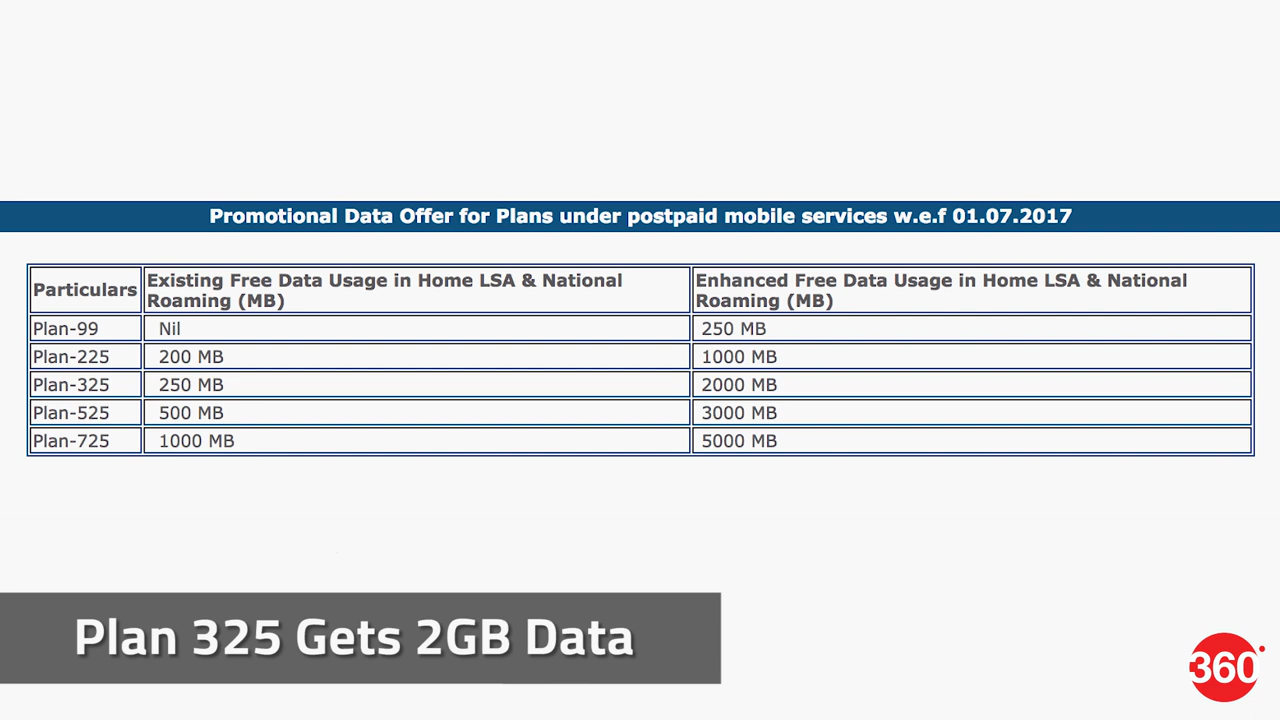 Promotional Data Offer for Plans under postpaid mobile services w.e.f 01.07.2017
Particulars Existing Free Data Usage in Home LSA & National Roaming (MB) Enhanced Free Data Usage in Home LSA & National Roaming (MB)
Plan-99 Nil 250 MB
Plan-225 200 MB 1000 MB
Plan-325 250 MB 2000 MB
Plan-525 500 MB 3000 MB
Plan-725 1000 MB 5000 MB
Plan 325 Gets 2GB Data
360°